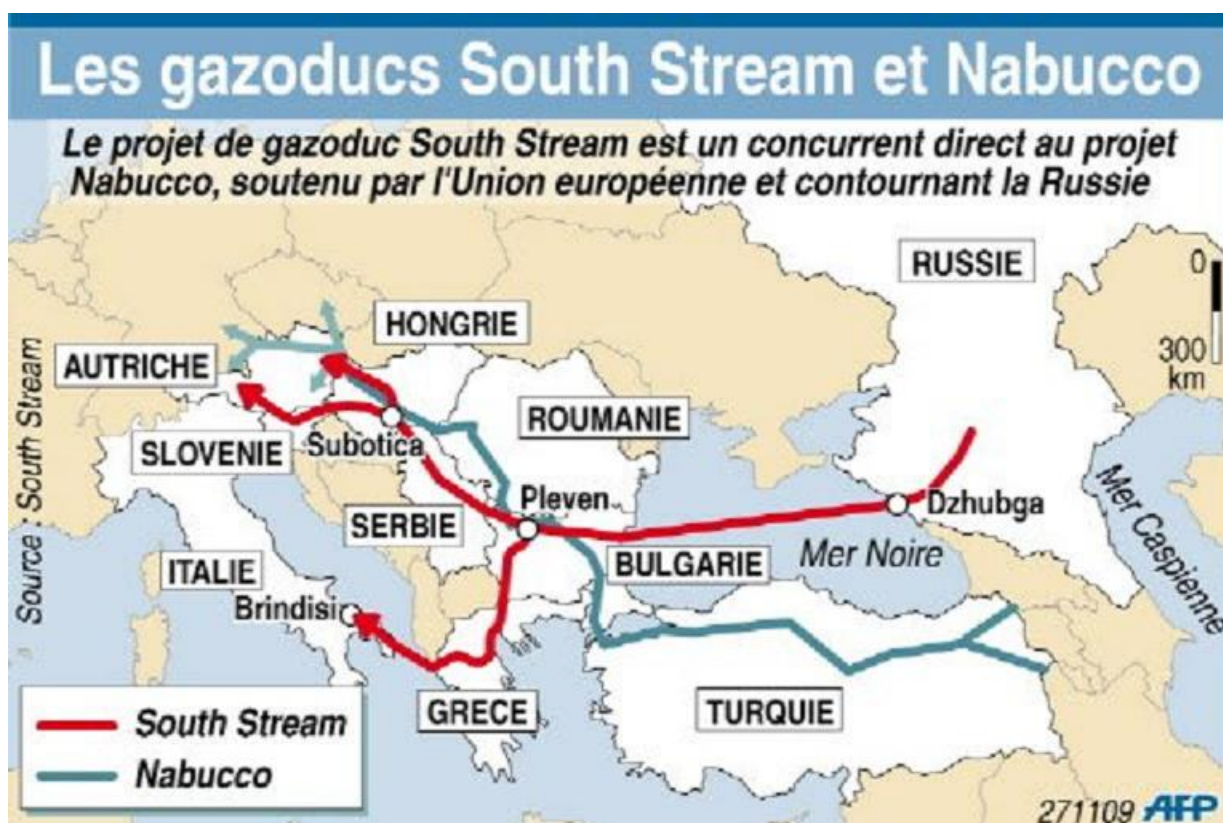 Les gazoducs South Stream et Nabucco
Le projet de gazoduc South Stream est un concurrent direct au projet
Nabucco, soutenu par l'Union européenne et contournant la Russie
RUSSIE
0
300
km
HONGRIE
AUTRICHE
ROUMANIE
Subotica
SLOVENIE
Pleven
Dzhubga
SERBIE
Mer Noire
Mer Caspienne
BULGARIE
ITALIE
Brindisi
GRECE
TURQUIE
South Stream
Nabucco
Source : South Stream
271109 AFP